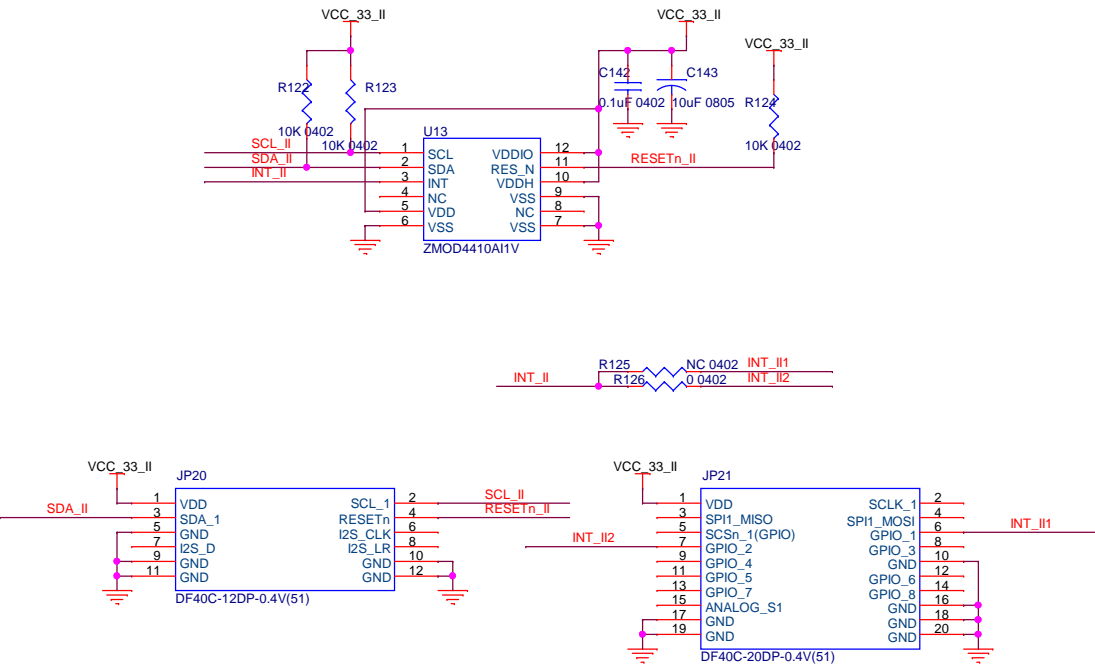 VCC_33_II
VCC_33_II
VCC_33_II
R122
R123
C142
C143
R124
0.1uF 0402
10uF 0805
10K 0402
10K 0402
10K 0402
U13
SCL_II
SDA_II
INT_II
RESETn_II
1 SCL VDDIO 12
2 SDA RES_N 11
3 INT VDDH 10
4 NC VSS 9
5 VDD NC 8
6 VSS VSS 7
ZMOD4410AI1V
R125 NC 0402 INT_II1
INT_II R126 0 0402 INT_II2
VCC_33_II
JP20
SDA_II
SCL_II
RESETn_II
1 VDD SCL_1 2
3 SDA_1 RESETn 4
5 GND I2S_CLK 6
7 I2S_D I2S_LR 8
9 GND GND 10
11 GND GND 12
DF40C-12DP-0.4V(51)
VCC_33_II
JP21
INT_II2
INT_II1
1 VDD SCLK_1 2
3 SPI1_MISO SPI1_MOSI 4
5 SCSn_1(GPIO) GPIO_1 6
7 GPIO_2 GPIO_3 8
9 GPIO_4 GND 10
11 GPIO_5 GPIO_6 12
13 GPIO_7 GPIO_8 14
15 ANALOG_S1 GND 16
17 GND GND 18
19 GND GND 20
DF40C-20DP-0.4V(51)